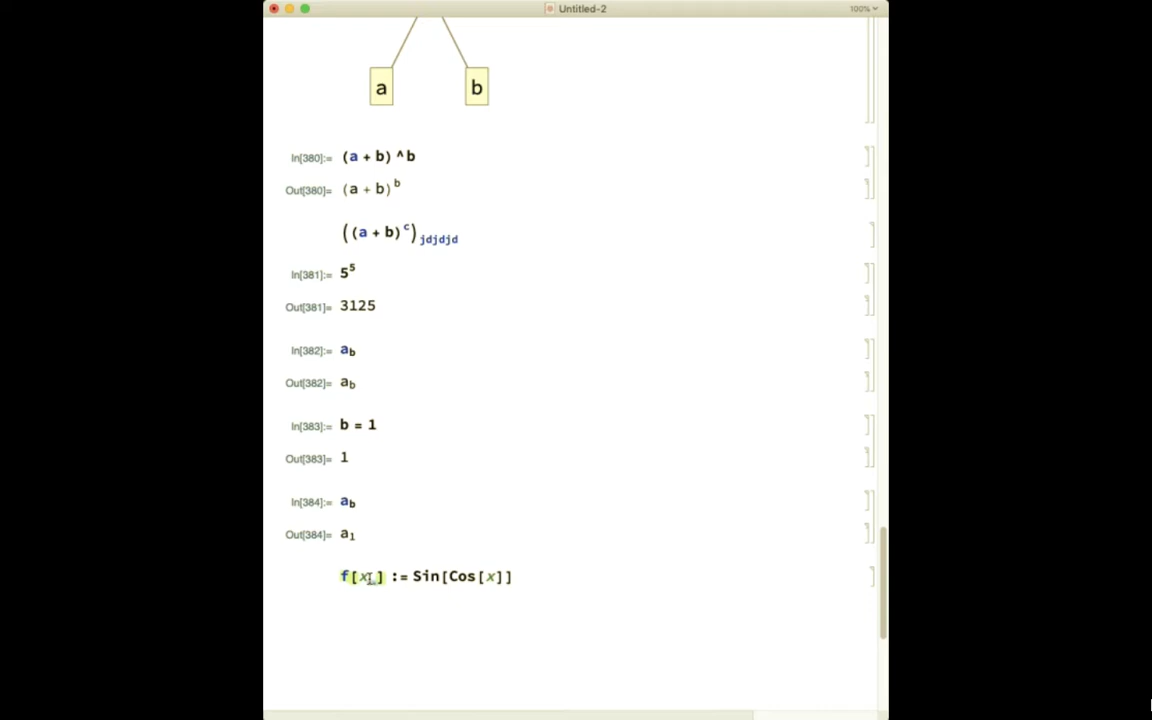 Untitled-2
100%
a b
In[380]:= (a + b) ^ b
Out[380]= (a + b)^b
((a + b)^c)_jdjdjd
In[381]:= 5^5
Out[381]= 3125
In[382]:= a_b
Out[382]= a_b
In[383]:= b = 1
Out[383]= 1
In[384]:= a_b
Out[384]= a_1
f[x_] := Sin[Cos[x]]